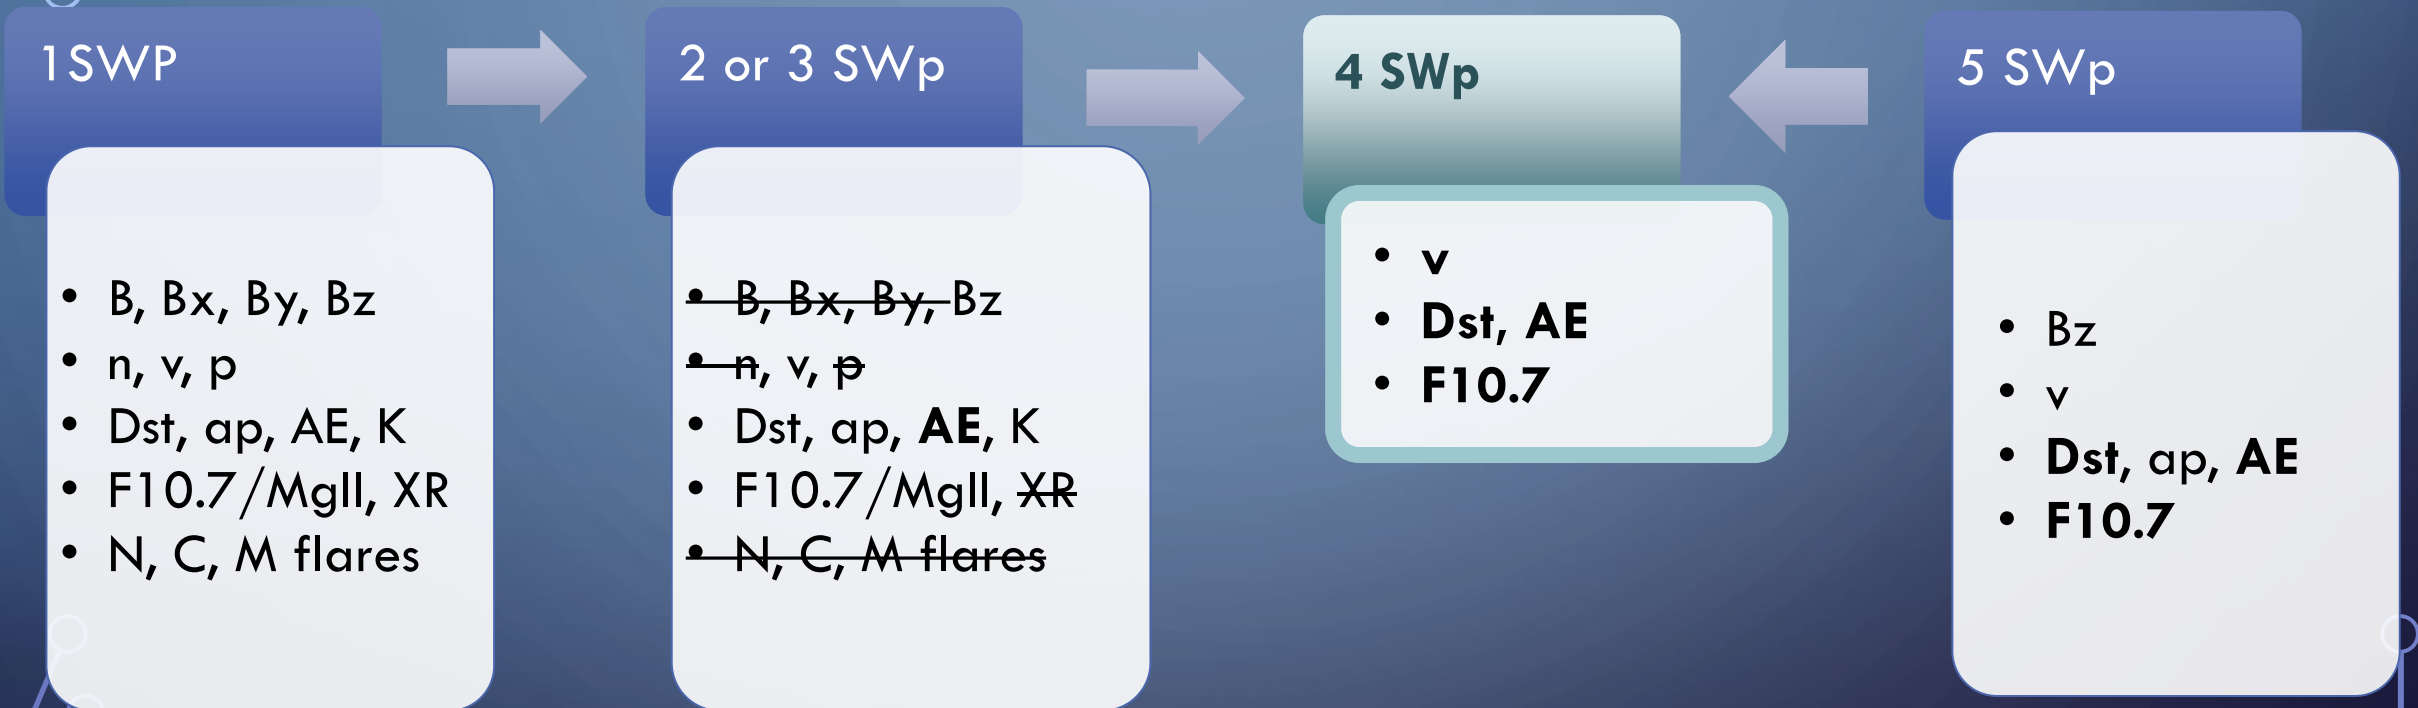 1SWP
• B, Bx, By, Bz
• n, v, p
• Dst, ap, AE, K
• F10.7/MgII, XR
• N, C, M flares
2 or 3 SWp
• B, Bx, By, Bz
• n, v, p
• Dst, ap, AE, K
• F10.7/MgII, XR
• N, C, M flares
4 SWp
• v
• Dst, AE
• F10.7
5 SWp
• Bz
• v
• Dst, ap, AE
• F10.7